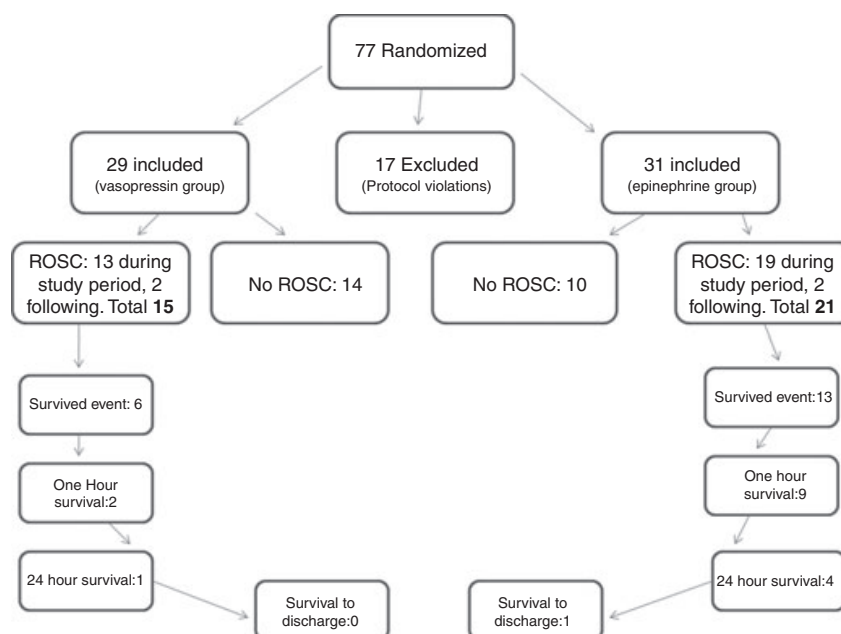 77 Randomized
29 included
(vasopressin group)
17 Excluded
(Protocol violations)
31 included
(epinephrine group)
ROSC: 13 during
study period, 2
following. Total 15
No ROSC: 14
No ROSC: 10
ROSC: 19 during
study period, 2
following. Total 21
Survived event: 6
Survived event:13
One Hour
survival:2
One hour
survival:9
24 hour survival:1
24 hour survival:4
Survival to
discharge:0
Survival to
discharge:1